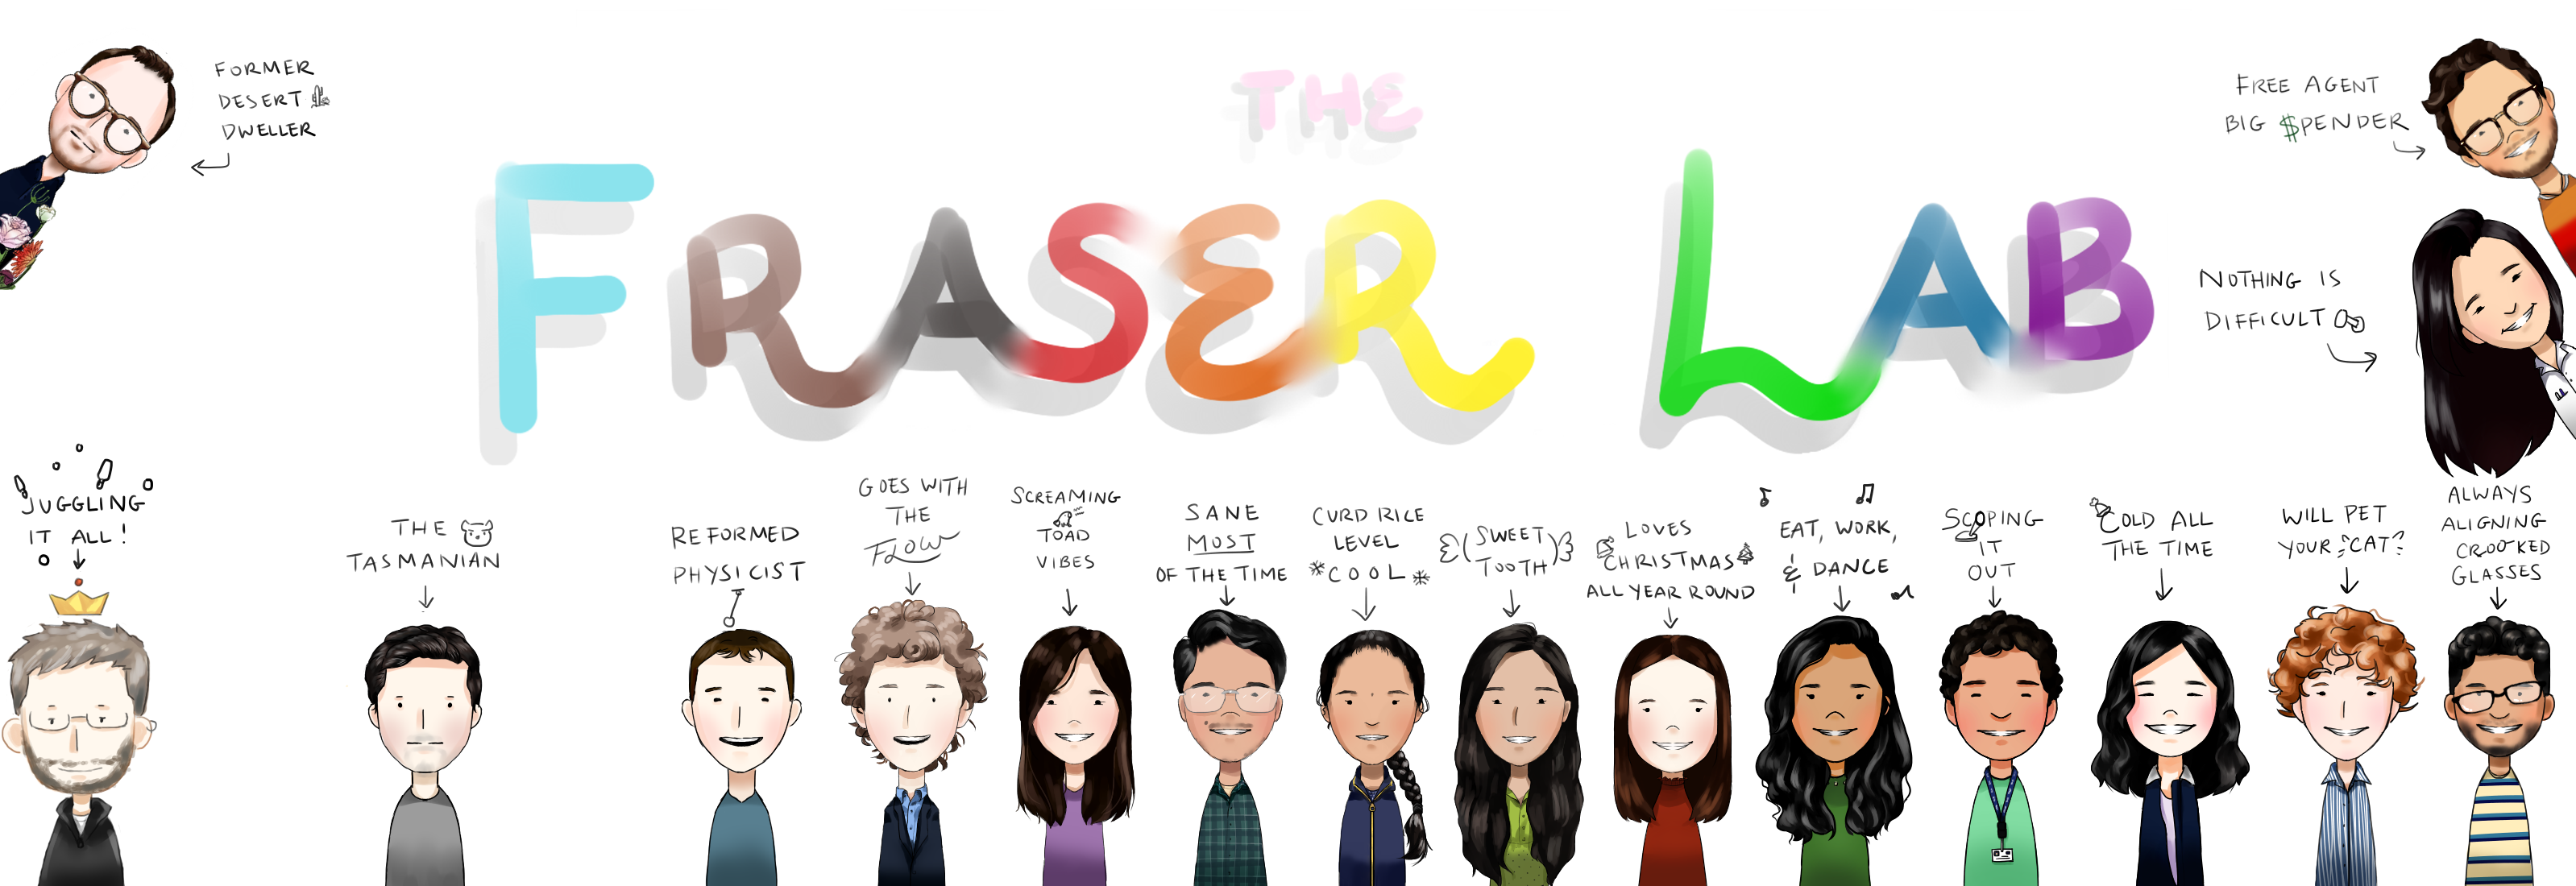 THE
FRASER LAB
FORMER
DESERT
DWELLER
FREE AGENT
BIG $PENDER
NOTHING IS
DIFFICULT
JUGGLING
IT ALL!
THE
TASMANIAN
REFORMED
PHYSICIST
GOES WITH
THE
FLOW
SCREAMING
TOAD
VIBES
SANE
MOST
OF THE TIME
CURD RICE
LEVEL
*COOL*
(SWEET
TOOTH)
LOVES
CHRISTMAS
ALL YEAR ROUND
EAT, WORK,
& DANCE
SCOPING
IT
OUT
COLD ALL
THE TIME
WILL PET
YOUR CAT
ALWAYS
ALIGNING
CROOKED
GLASSES